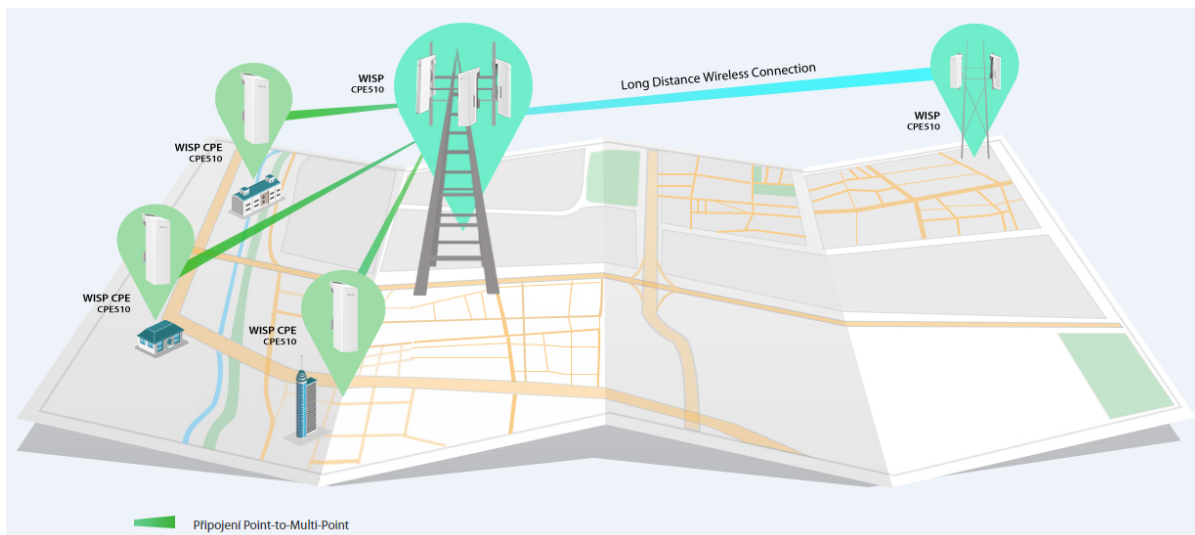 WISP
CPE510
Long Distance Wireless Connection
WISP
CPE510
WISP CPE
CPE510
WISP CPE
CPE510
WISP CPE
CPE510
Připojení Point-to-Multi-Point